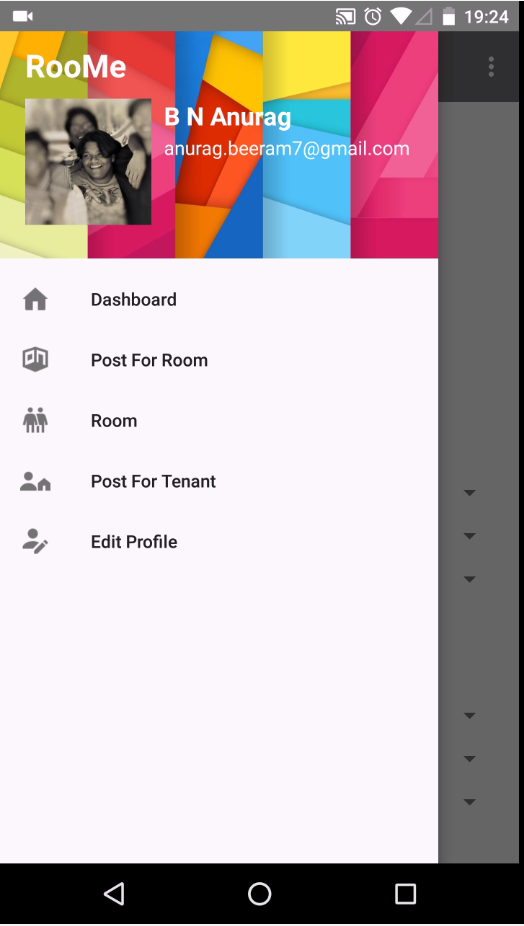 19:24
RooMe
B N Anurag
anurag.beeram7@gmail.com
Dashboard
Post For Room
Room
Post For Tenant
Edit Profile